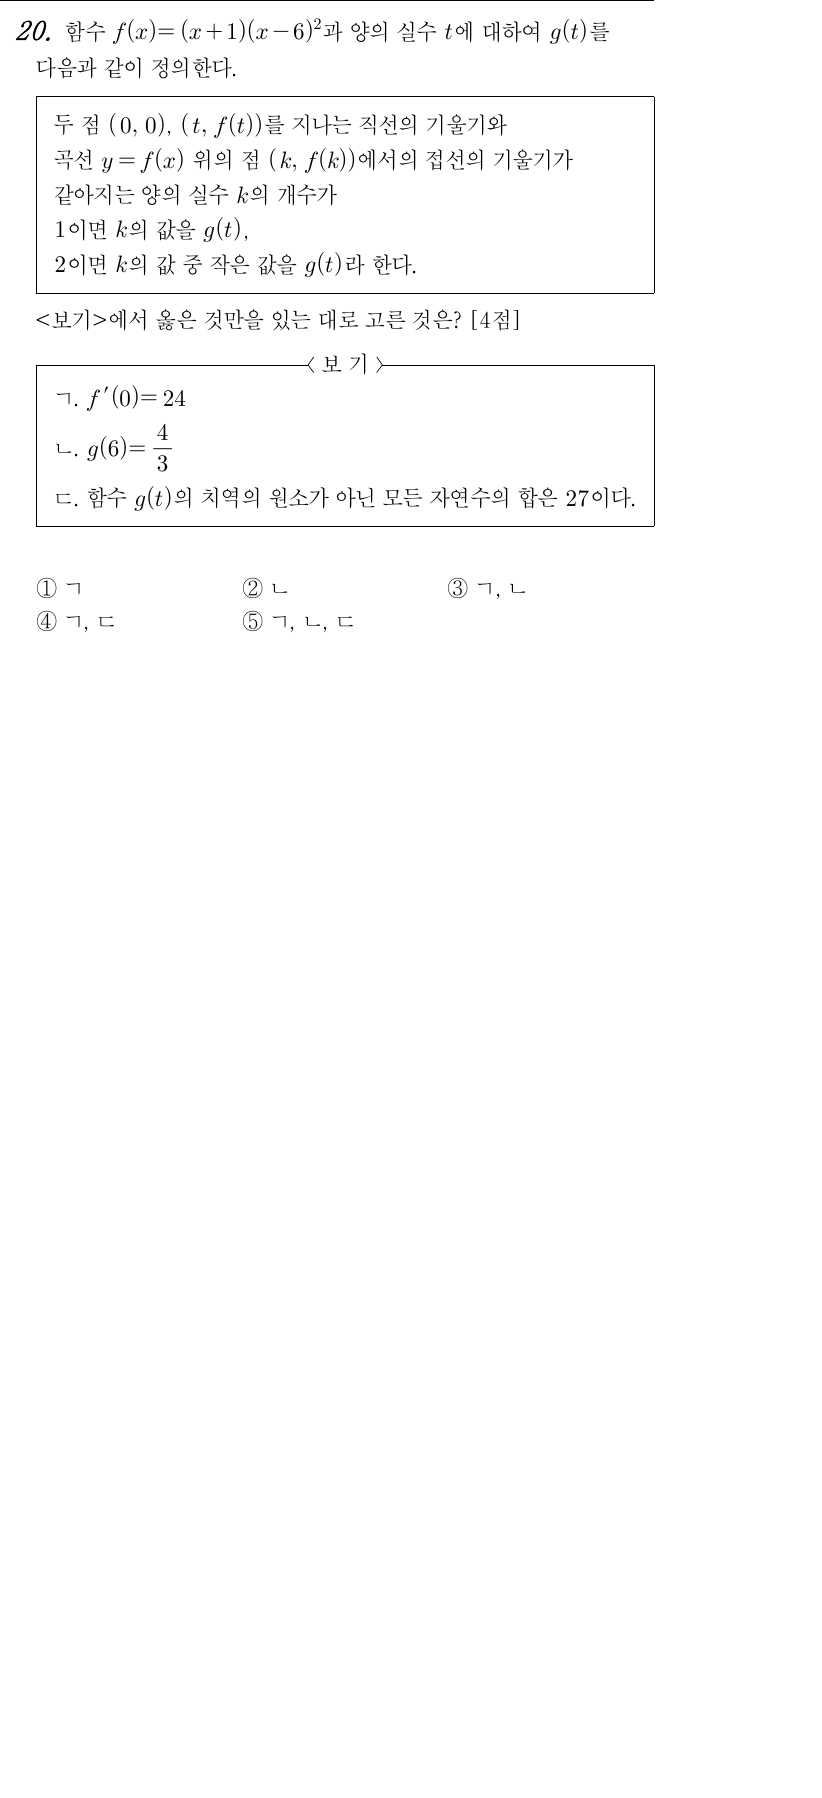 20. 함수 f(x)=(x+1)(x-6)²과 양의 실수 t에 대하여 g(t)를
다음과 같이 정의한다.
두 점 (0, 0), (t, f(t))를 지나는 직선의 기울기와
곡선 y=f(x) 위의 점 (k, f(k))에서의 접선의 기울기가
같아지는 양의 실수 k의 개수가
1이면 k의 값을 g(t),
2이면 k의 값 중 작은 값을 g(t)라 한다.
<보기>에서 옳은 것만을 있는 대로 고른 것은? [4점]
〈 보 기 〉
ㄱ. f′(0)=24
ㄴ. g(6)=4/3
ㄷ. 함수 g(t)의 치역의 원소가 아닌 모든 자연수의 합은 27이다.
① ㄱ ② ㄴ ③ ㄱ, ㄴ
④ ㄱ, ㄷ ⑤ ㄱ, ㄴ, ㄷ